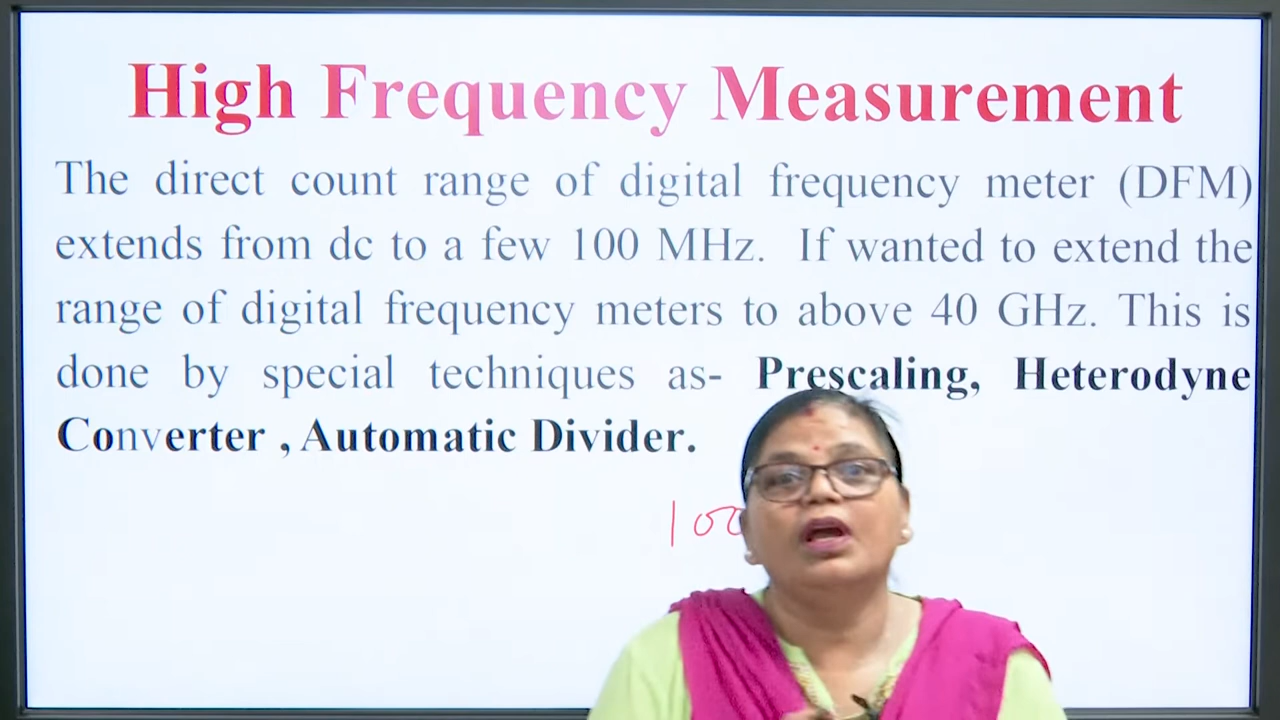 High Frequency Measurement
The direct count range of digital frequency meter (DFM)
extends from dc to a few 100 MHz. If wanted to extend the
range of digital frequency meters to above 40 GHz. This is
done by special techniques as- Prescaling, Heterodyne
Converter , Automatic Divider.
100